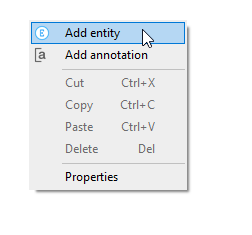 Add entity
Add annotation
Cut Ctrl+X
Copy Ctrl+C
Paste Ctrl+V
Delete Del
Properties